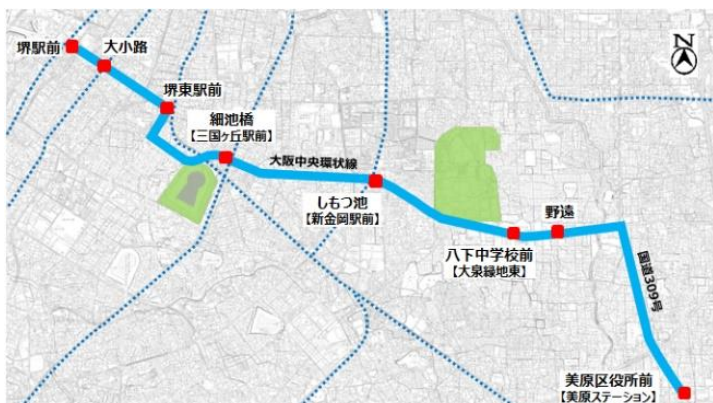 堺駅前
大小路
堺東駅前
細池橋
【三国ヶ丘駅前】
大阪中央環状線
しもつ池
【新金岡駅前】
八下中学校前
【大泉緑地東】
野遠
国道309号
美原区役所前
【美原ステーション】
N